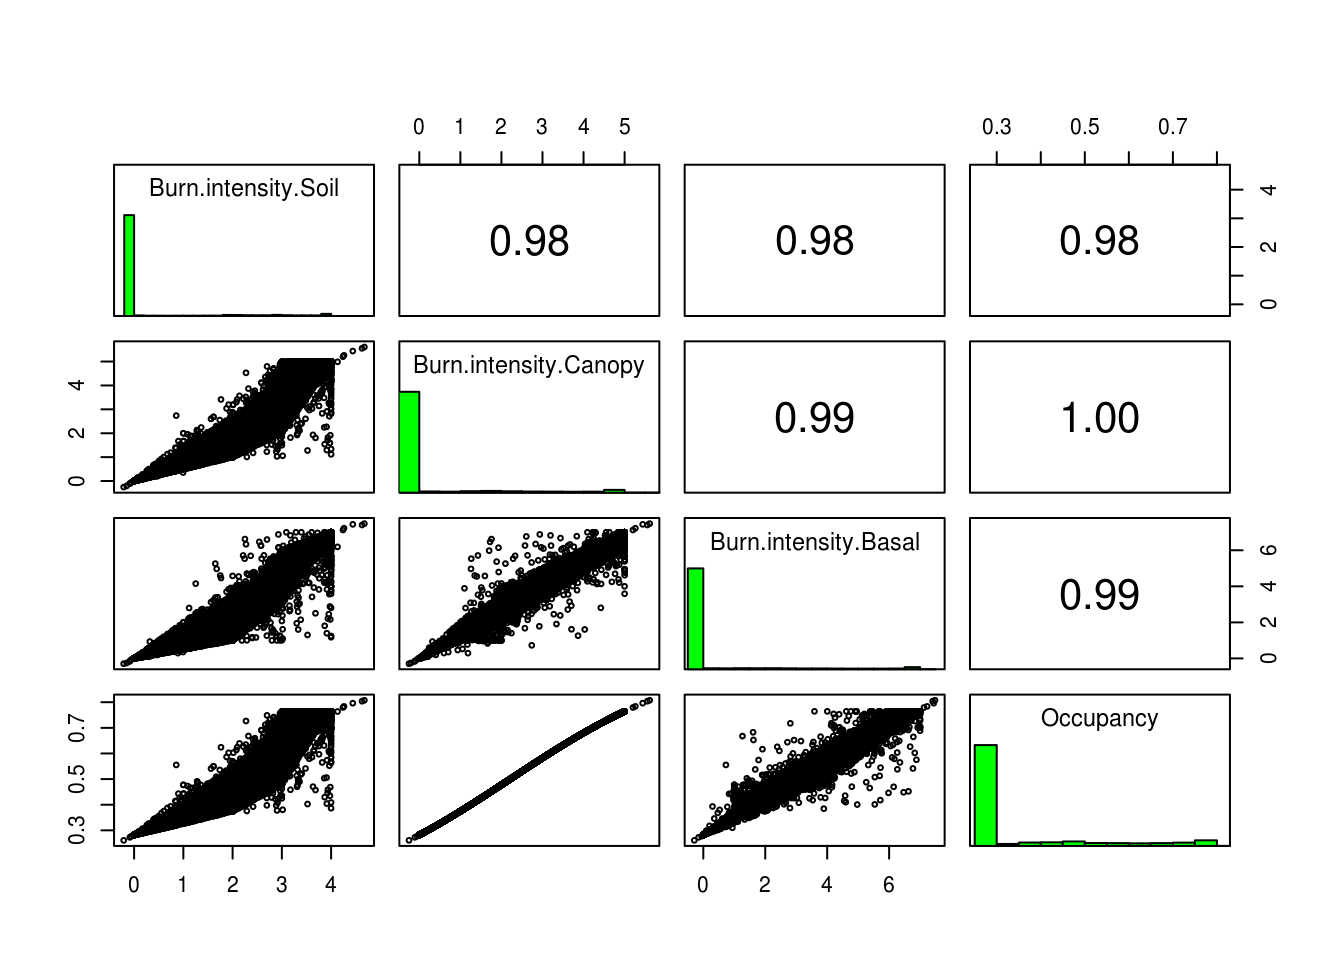 0 1 2 3 4 5
0.3 0.5 0.7
Burn.intensity.Soil
0.98
0.98
0.98
4
2
0
4
2
0
Burn.intensity.Canopy
0.99
1.00
Burn.intensity.Basal
0.99
6
4
2
0
0.7
0.5
0.3
Occupancy
0 1 2 3 4
0 2 4 6